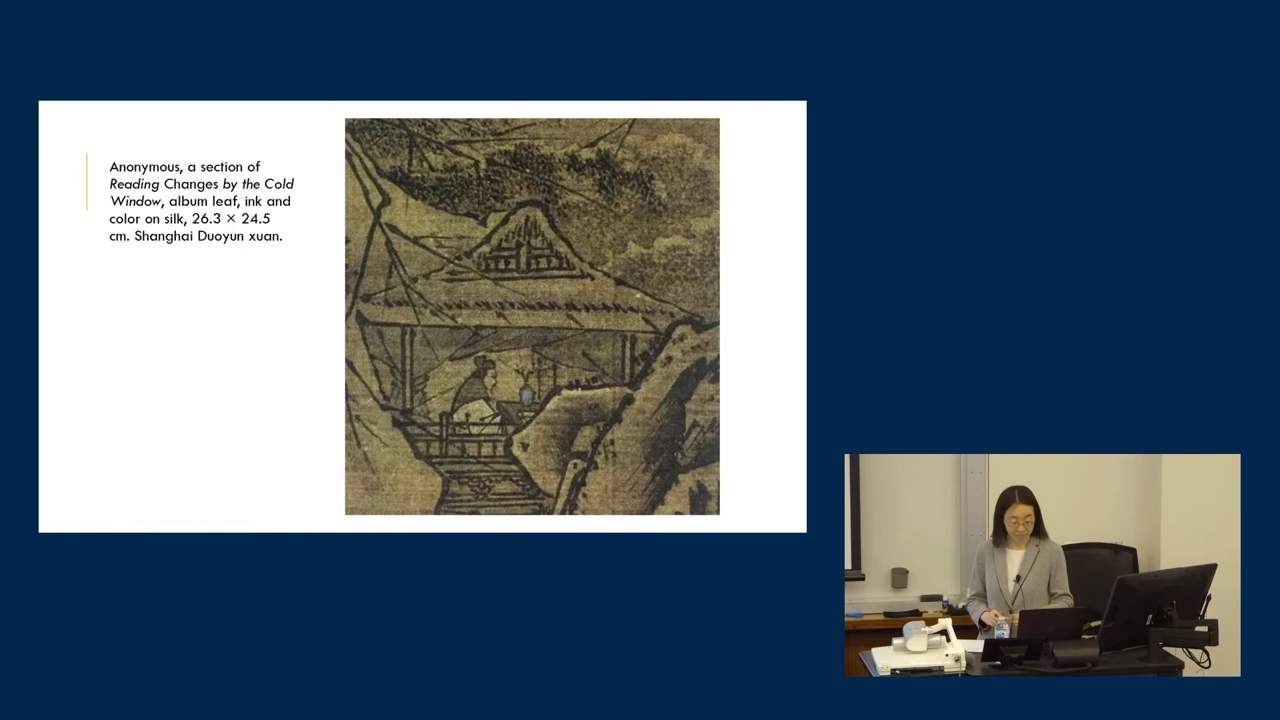 Anonymous, a section of
Reading Changes by the Cold
Window, album leaf, ink and
color on silk, 26.3 × 24.5
cm. Shanghai Duoyun xuan.